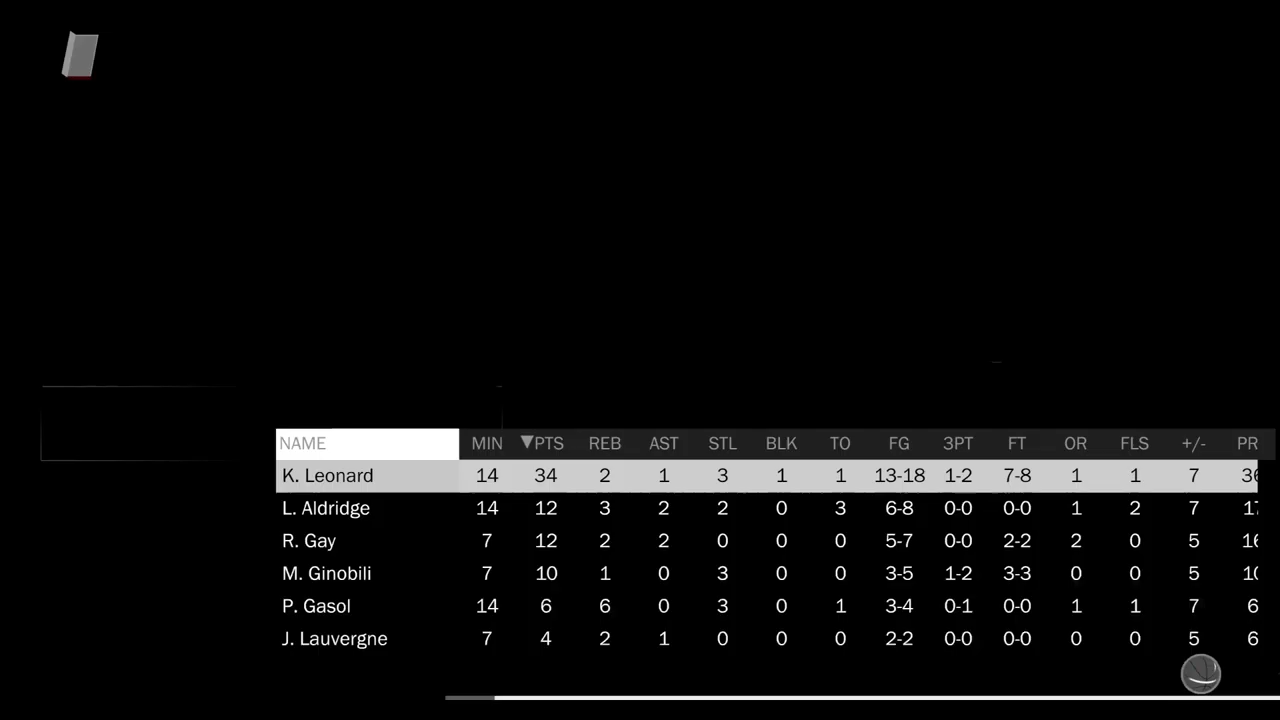 NAME MIN ▼PTS REB AST STL BLK TO FG 3PT FT OR FLS +/- PR
K. Leonard 14 34 2 1 3 1 1 13-18 1-2 7-8 1 1 7
L. Aldridge 14 12 3 2 2 0 3 6-8 0-0 0-0 1 2 7
R. Gay 7 12 2 2 0 0 0 5-7 0-0 2-2 2 0 5
M. Ginobili 7 10 1 0 3 0 0 3-5 1-2 3-3 0 0 5
P. Gasol 14 6 6 0 3 0 1 3-4 0-1 0-0 1 1 7 6
J. Lauvergne 7 4 2 1 0 0 0 2-2 0-0 0-0 0 0 5 6